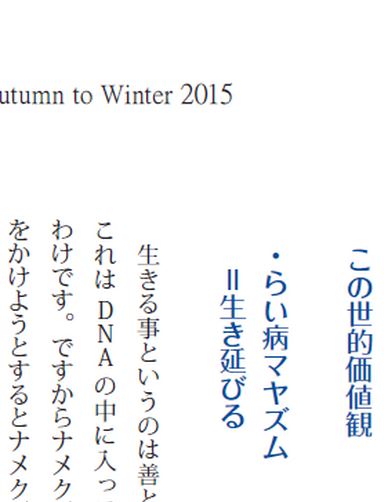 utumn to Winter 2015
この世的価値観
・らい病マヤズム
＝生き延びる
生きる事というのは善と
これは DNA の中に入っ
わけです。ですからナメク
をかけようとするとナメク